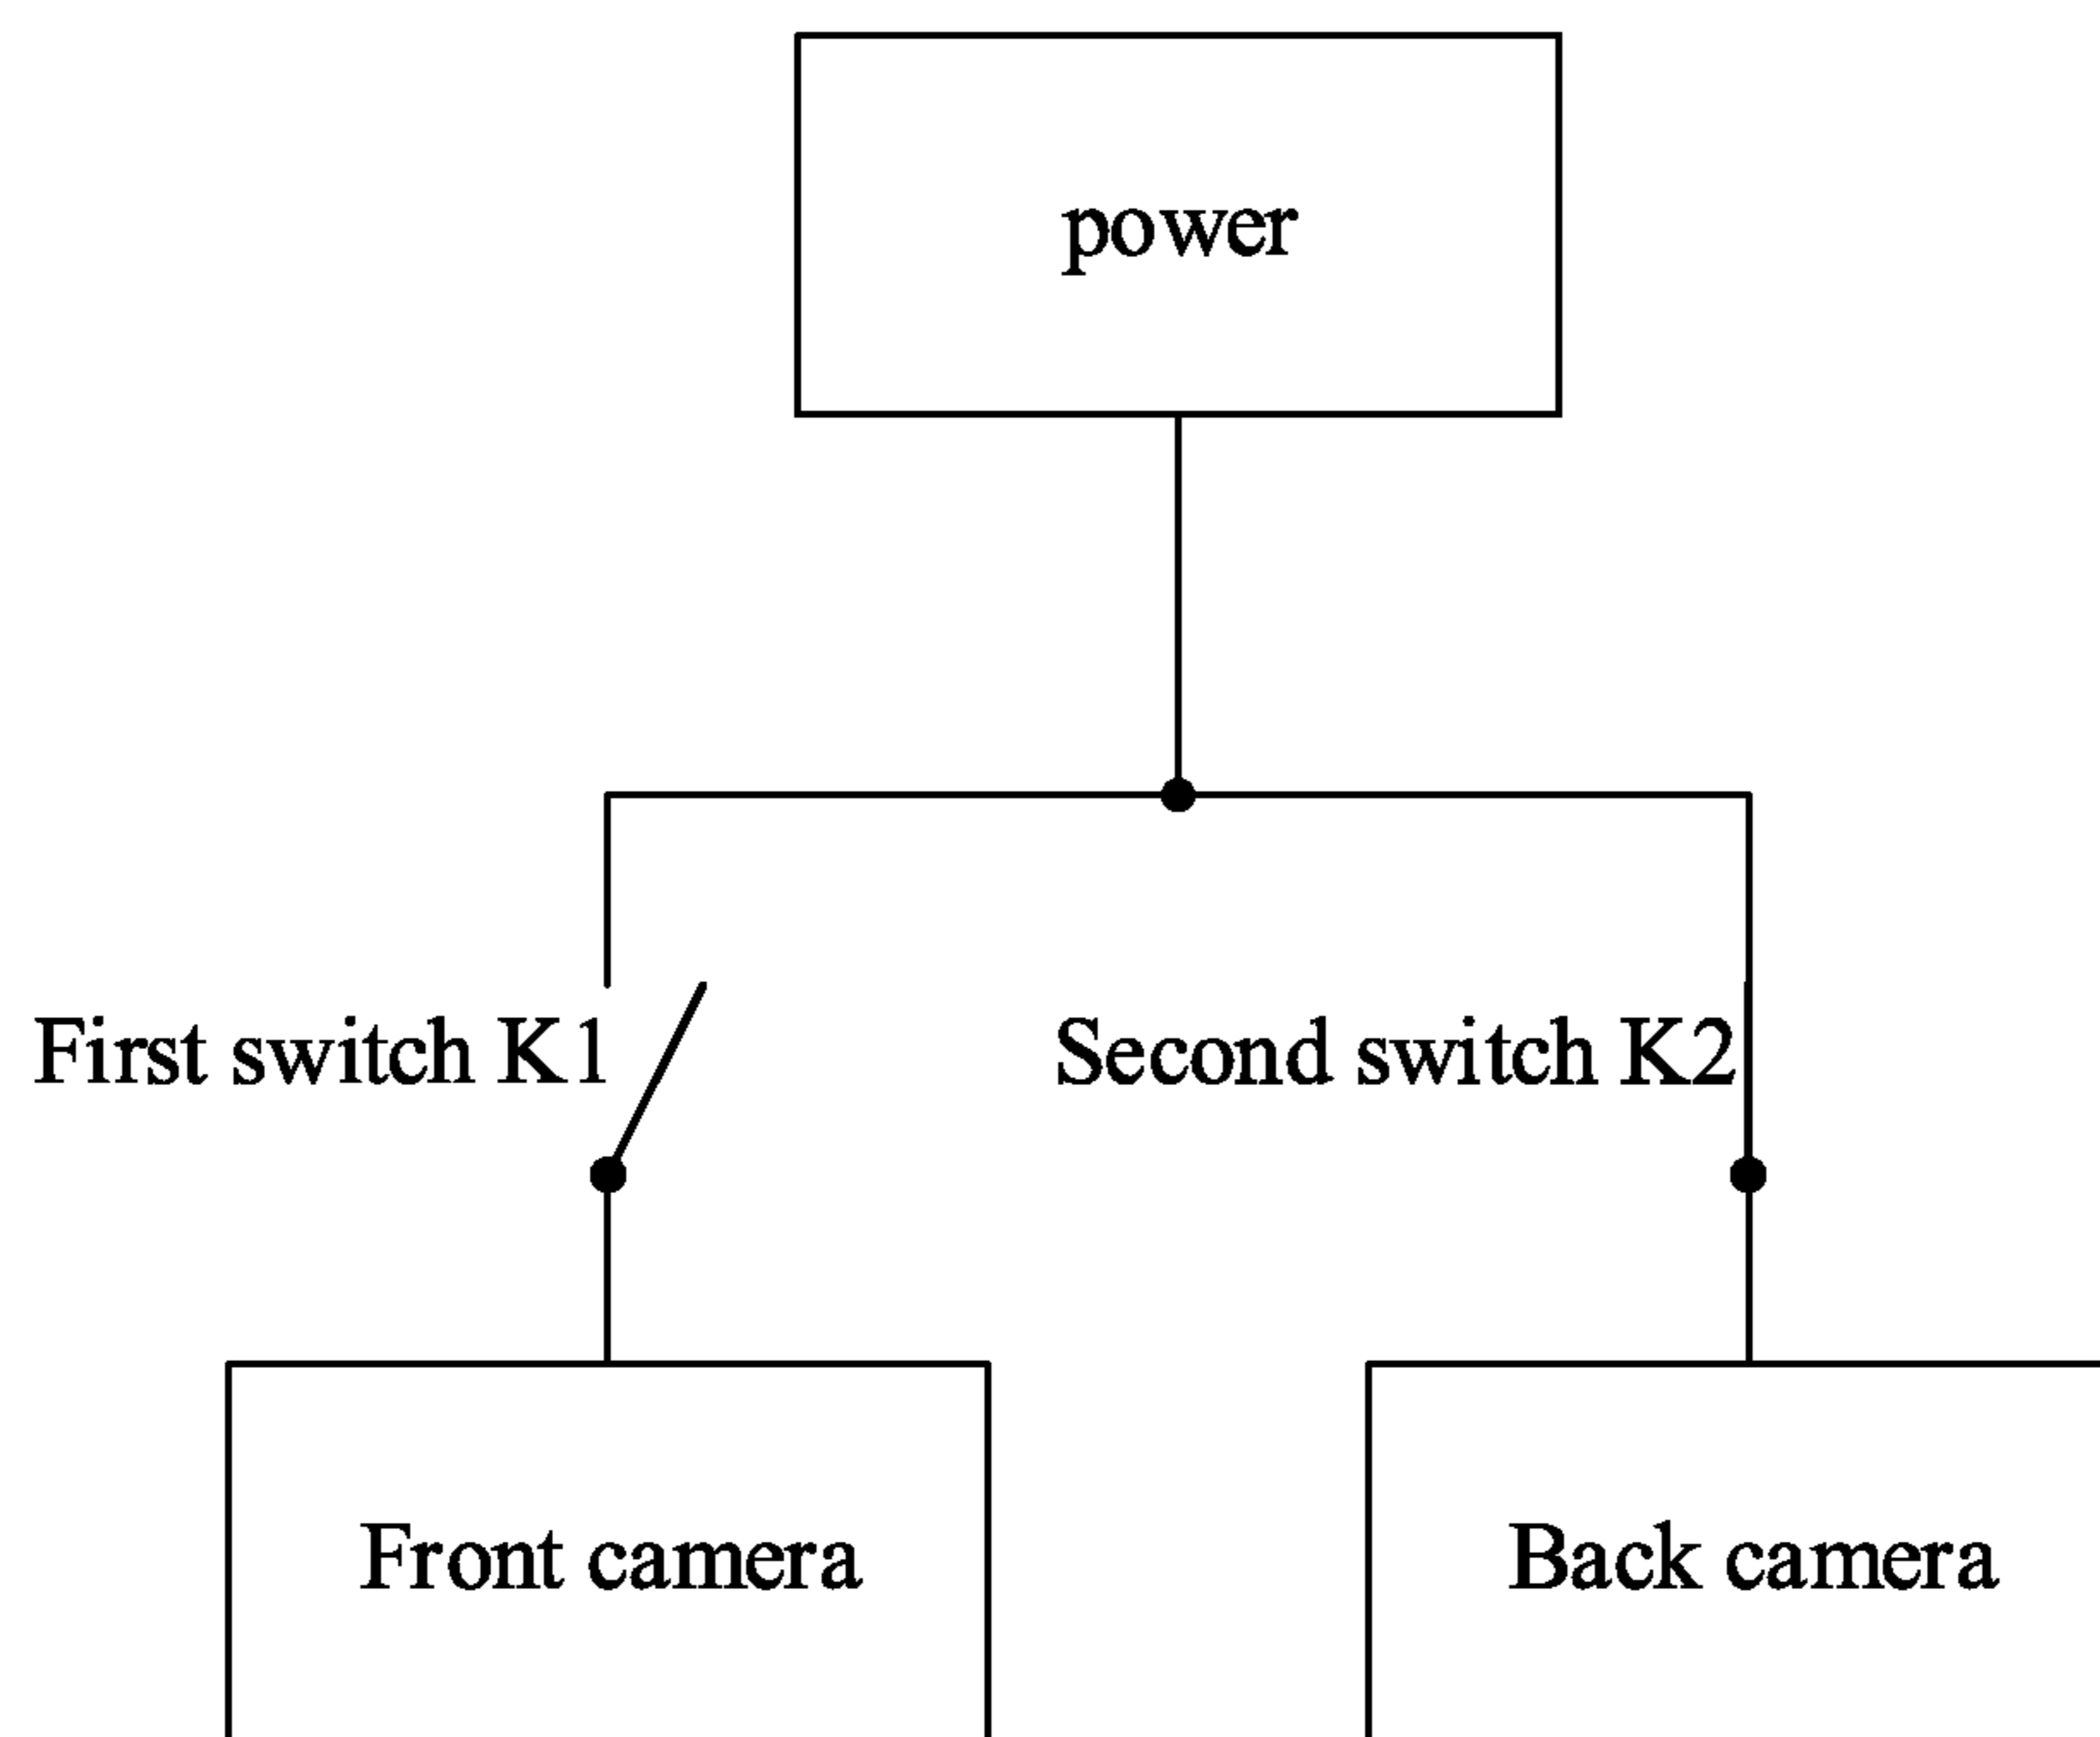 power
First switch K1
Second switch K2
Front camera
Back camera